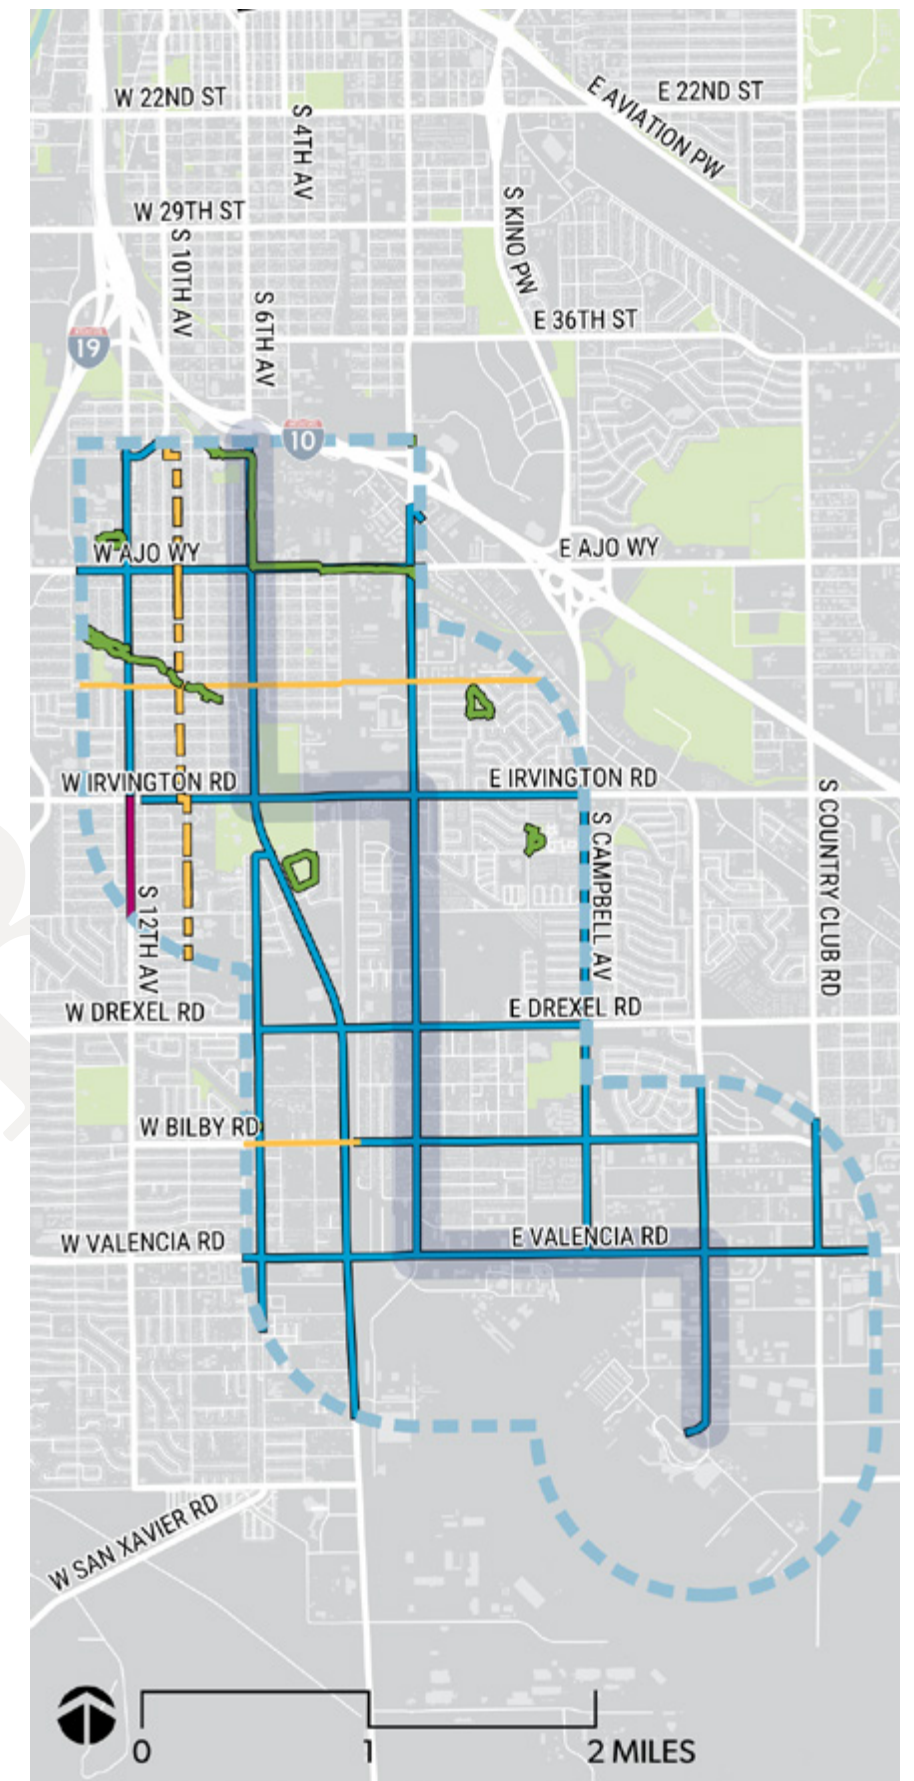 W 22ND ST
E 22ND ST
E AVIATION PW
S 4TH AV
W 29TH ST
S KINO PW
S 10TH AV
S 6TH AV
E 36TH ST
19
10
W AJO WY
E AJO WY
W IRVINGTON RD
E IRVINGTON RD
S COUNTRY CLUB RD
S CAMPBELL AV
S 12TH AV
W DREXEL RD
E DREXEL RD
W BILBY RD
W VALENCIA RD
E VALENCIA RD
W SAN XAVIER RD
0
1
2 MILES